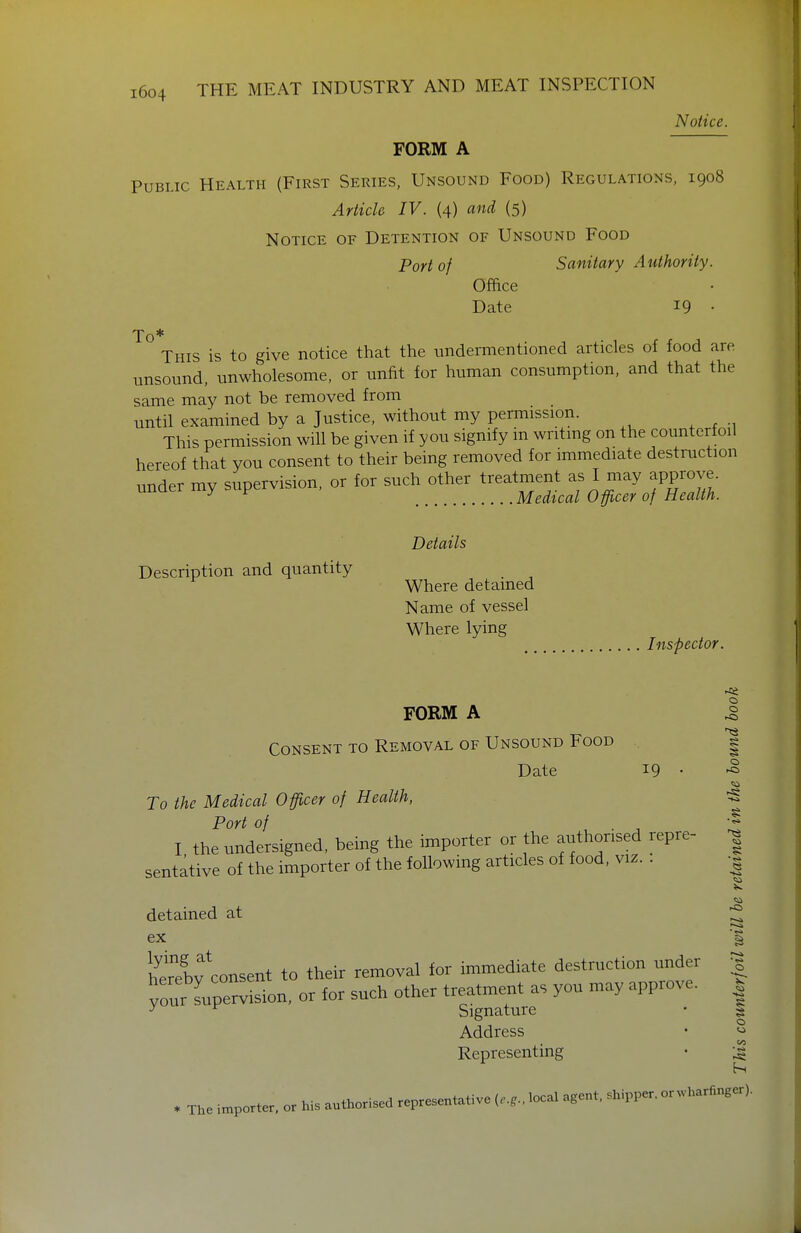 1604 THE MEAT INDUSTRY AND MEAT INSPECTION
Notice.
FORM A
Public Health (First Series, Unsound Food) Regulations, 1908
Article IV. (4) and (5)
Notice of Detention of Unsound Food
Port of Sanitary Authority.
Office
Date 19 .
To*
This is to give notice that the undermentioned articles of food are
unsound, unwholesome, or unfit for human consumption, and that the
same may not be removed from
until examined by a Justice, without my permission.
This permission will be given if you signify in writing on the counterfoil
hereof that you consent to their being removed for immediate destruction
under my supervision, or for such other treatment as I may approve.
...........Medical Officer of Health.
Details
Description and quantity
Where detained
Name of vessel
Where lying
..............Inspector.
FORM A
Consent to Removal of Unsound Food
Date 19 .
To the Medical Officer of Health,
Port of
I, the undersigned, being the importer or the authorised repre-
sentative of the importer of the following articles of food, viz. :
detained at
ex
lying at
hereby consent to their removal for immediate destruction under
your supervision, or for such other treatment as you may approve.
Signature .
Address .
Representing .
This counterfoil will be retained in the bound book
* The importer, or his authorised representative (e.g., local agent, shipper, or wharfinger).